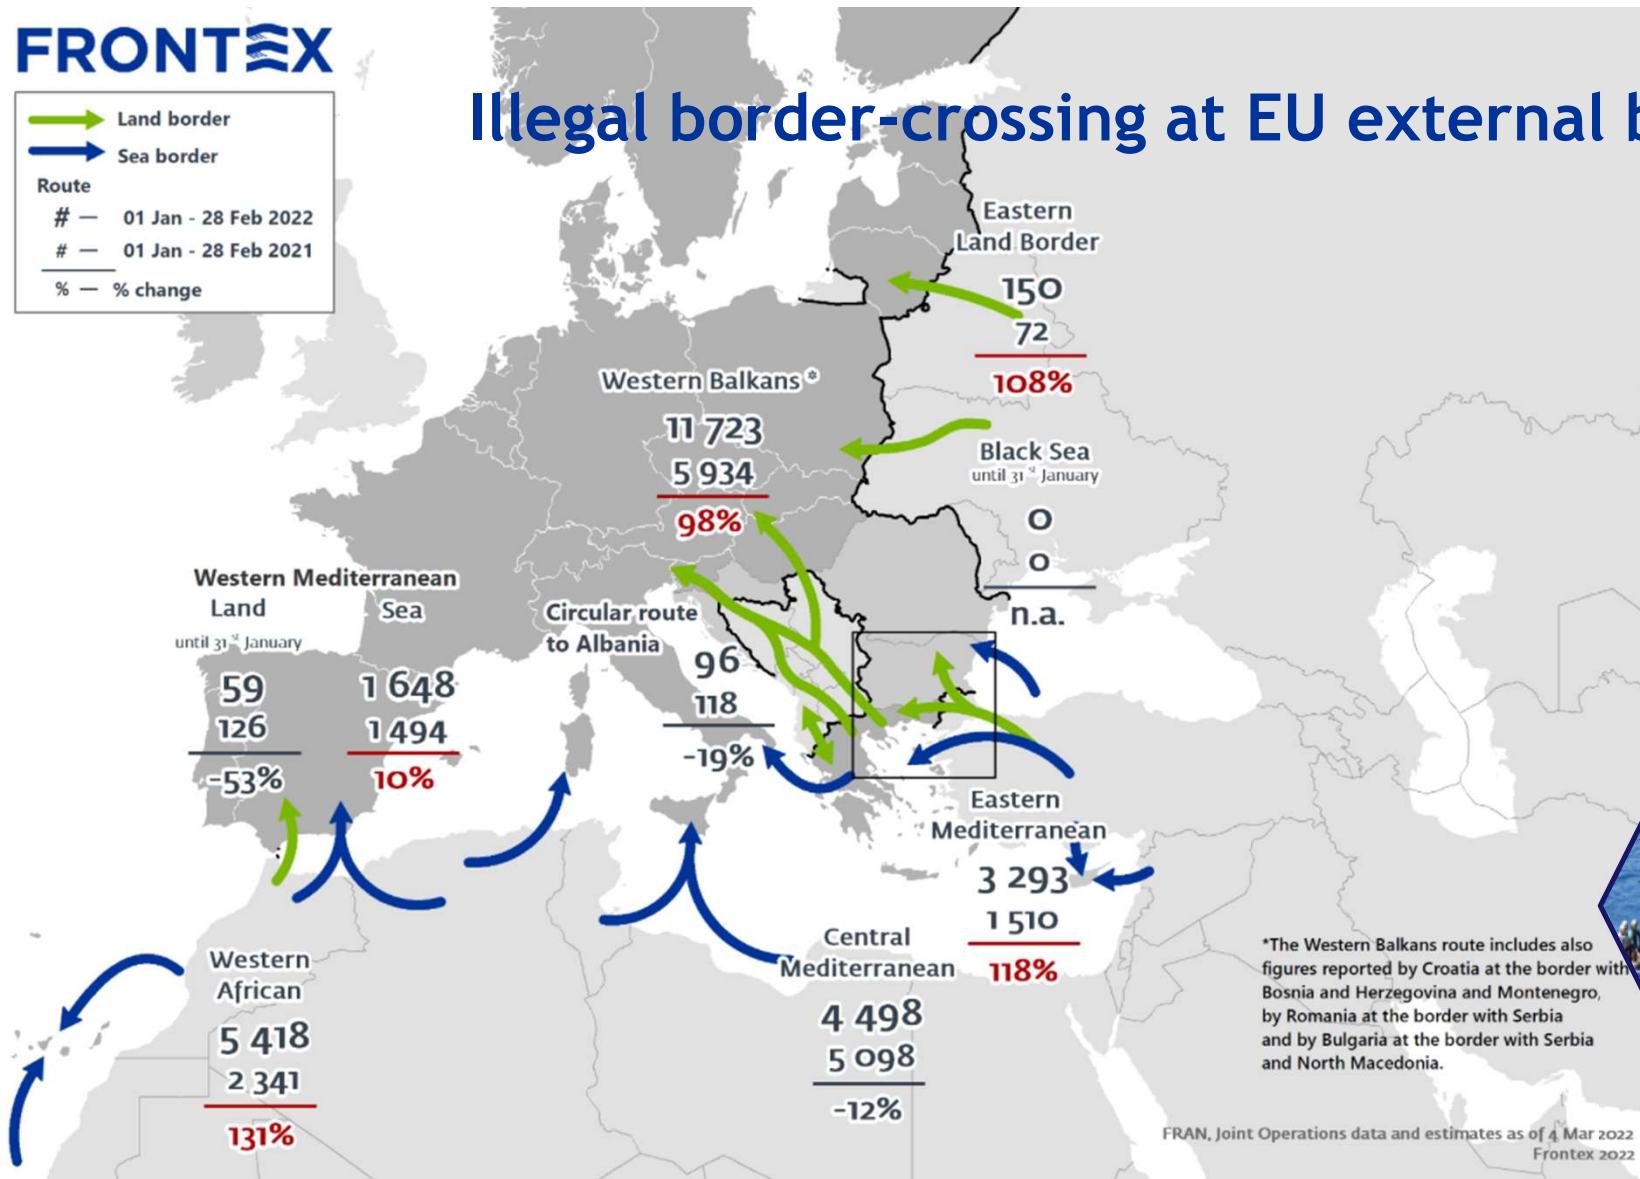 FRONTEX
Illegal border-crossing at EU external
Land border
Sea border
Route
# — 01 Jan - 28 Feb 2022
# — 01 Jan - 28 Feb 2021
% — % change
Eastern
Land Border
150
72
108%
Western Balkans*
11 723
5 934
98%
Black Sea
until 31st January
0
0
n.a.
Western Mediterranean
Land
until 31st January
59
126
-53%
Sea
1 648
1 494
10%
Circular route
to Albania
96
118
-19%
Eastern
Mediterranean
3 293
1 510
118%
Central
Mediterranean
4 498
5 098
-12%
Western
African
5 418
2 341
131%
*The Western Balkans route includes also
figures reported by Croatia at the border with
Bosnia and Herzegovina and Montenegro,
by Romania at the border with Serbia
and by Bulgaria at the border with Serbia
and North Macedonia.
FRAN, Joint Operations data and estimates as of 4 Mar 2022
Frontex 2022